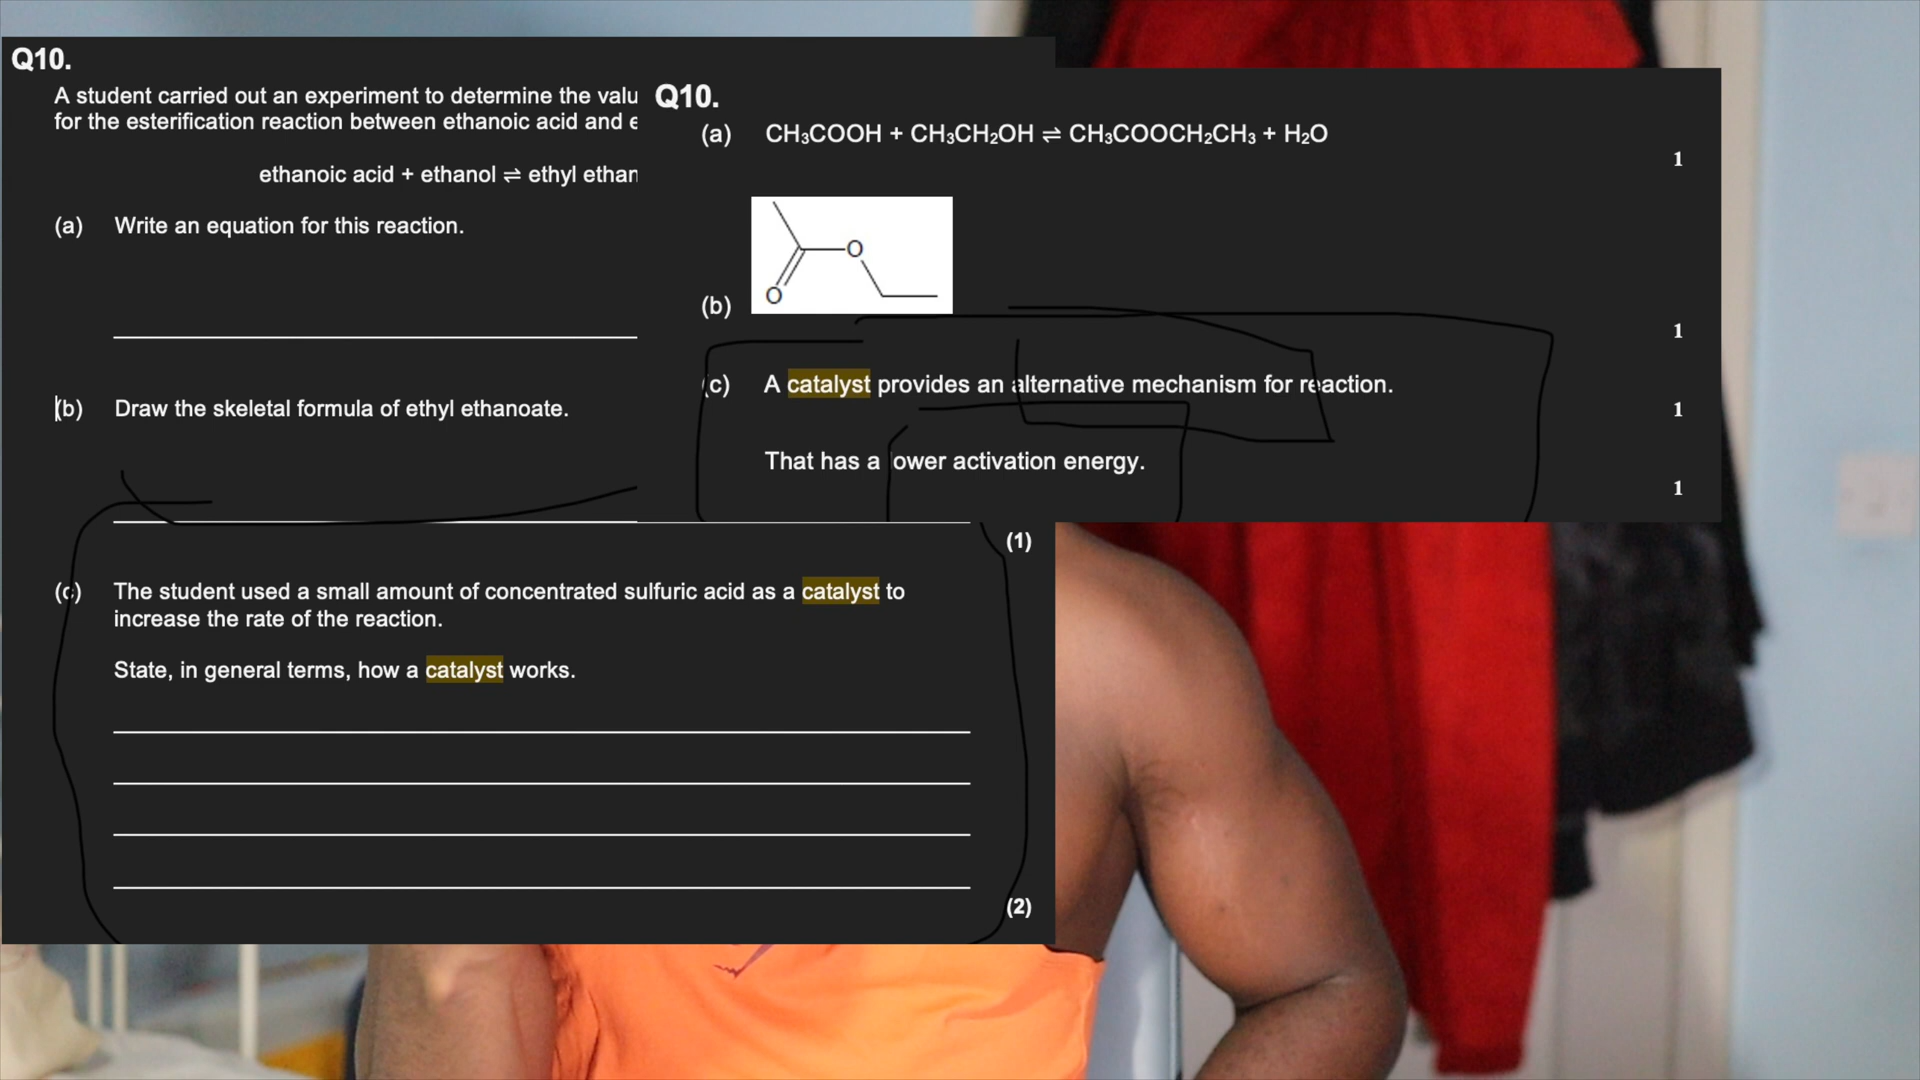 Q10.
A student carried out an experiment to determine the valu
for the esterification reaction between ethanoic acid and e
ethanoic acid + ethanol ⇌ ethyl ethan
(a) Write an equation for this reaction.
(b) Draw the skeletal formula of ethyl ethanoate.
(1)
(c) The student used a small amount of concentrated sulfuric acid as a catalyst to
increase the rate of the reaction.
State, in general terms, how a catalyst works.
(2)
Q10.
(a) CH₃COOH + CH₃CH₂OH ⇌ CH₃COOCH₂CH₃ + H₂O
1
O
O
(b)
1
(c) A catalyst provides an alternative mechanism for reaction.
1
That has a lower activation energy.
1